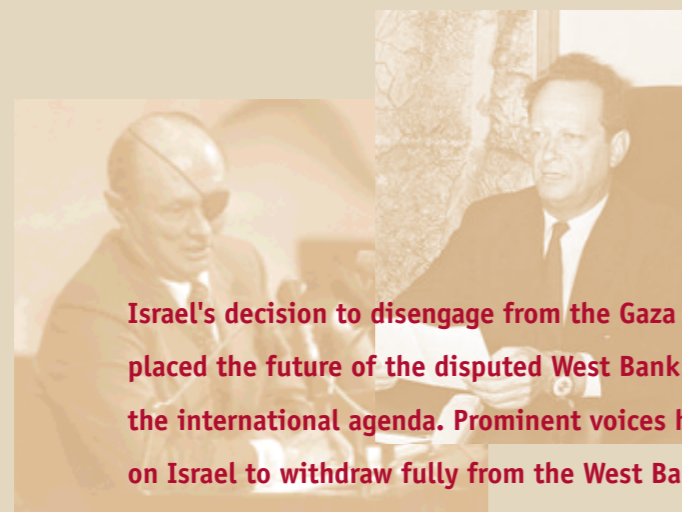 Israel's decision to disengage from the Gaza
placed the future of the disputed West Bank
the international agenda. Prominent voices
on Israel to withdraw fully from the West